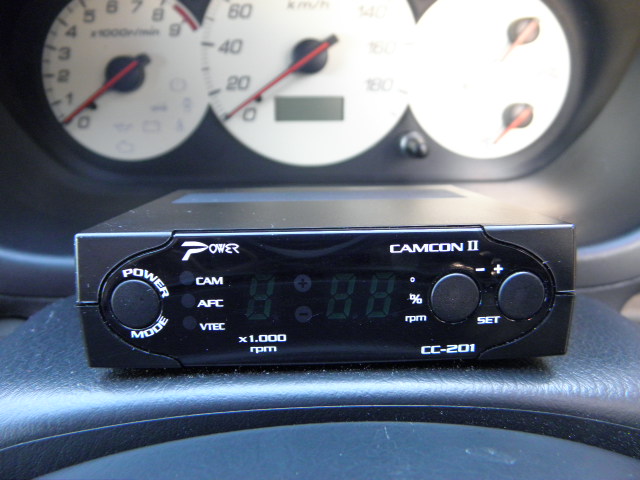 4 5 6 7 8 9
x1000r/min
3
2
1
0
km/h
60 140
40 160
20 180
0
POWER CAMCON II
POWER MODE
CAM
AFC
VTEC
x1.000
rpm
°
%
rpm
- +
SET
CC-201